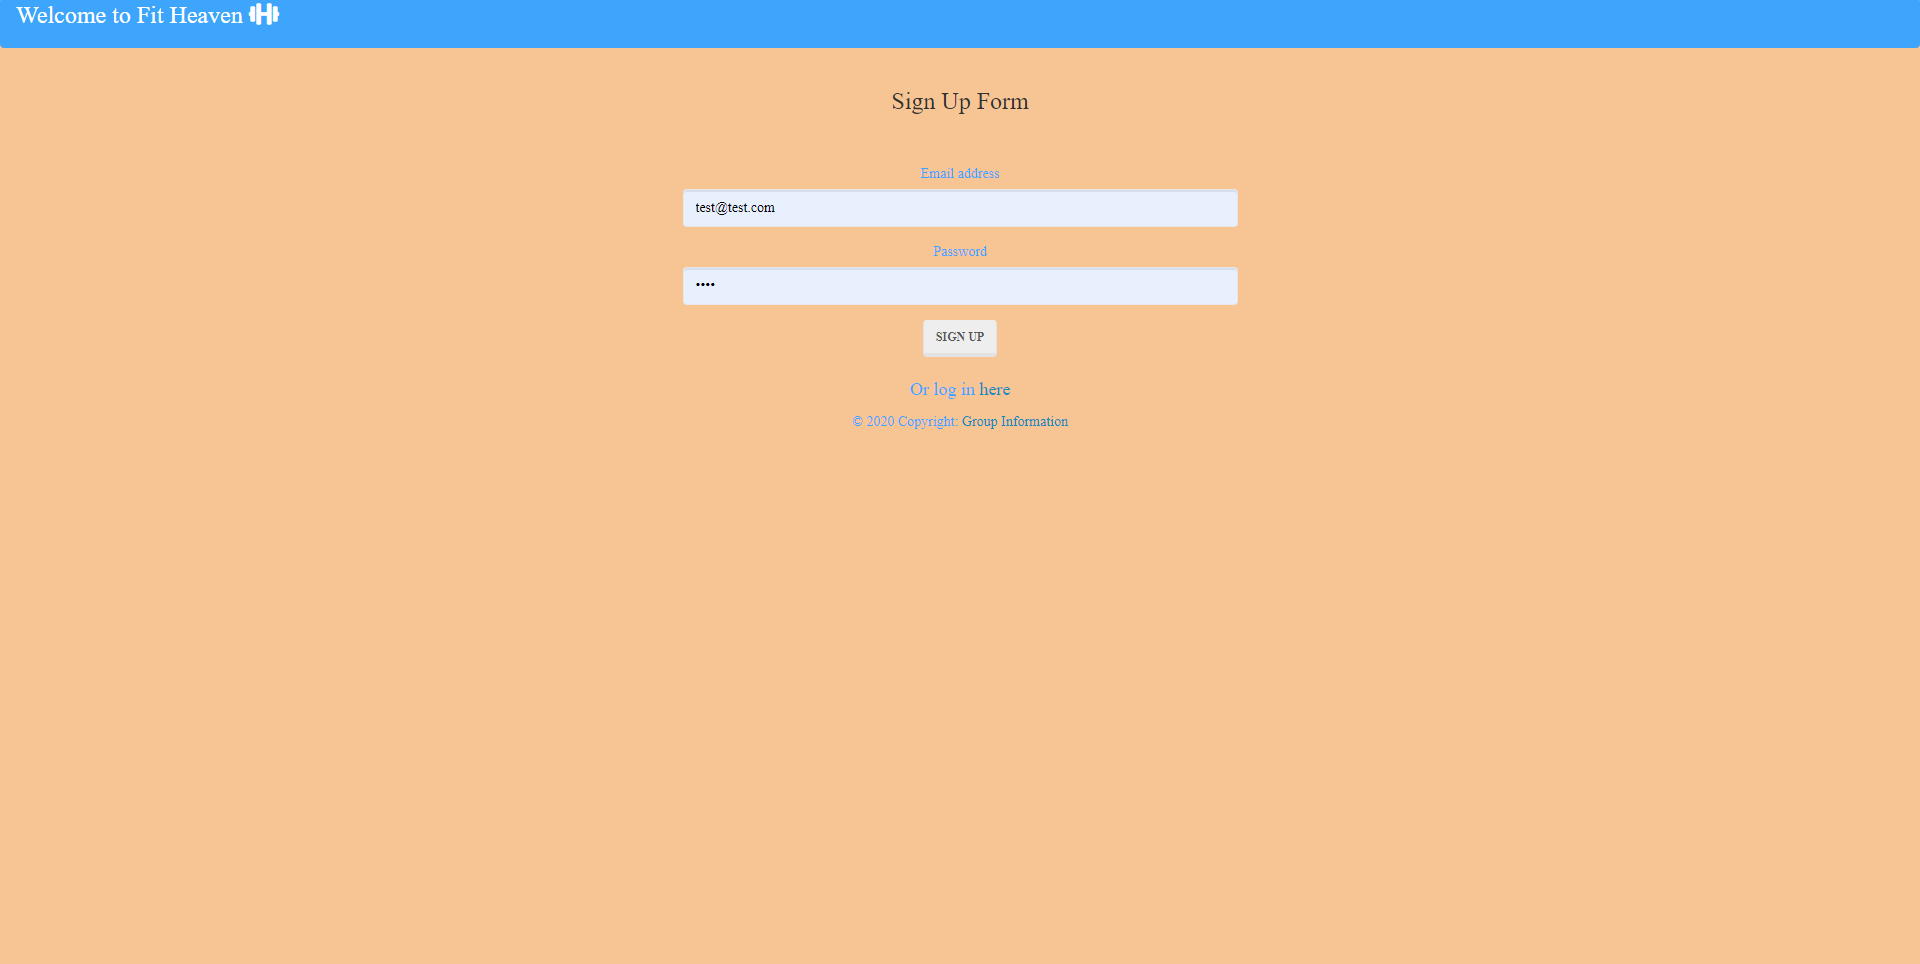 Welcome to Fit Heaven
Sign Up Form
Email address
test@test.com
Password
••••
SIGN UP
Or log in here
© 2020 Copyright: Group Information